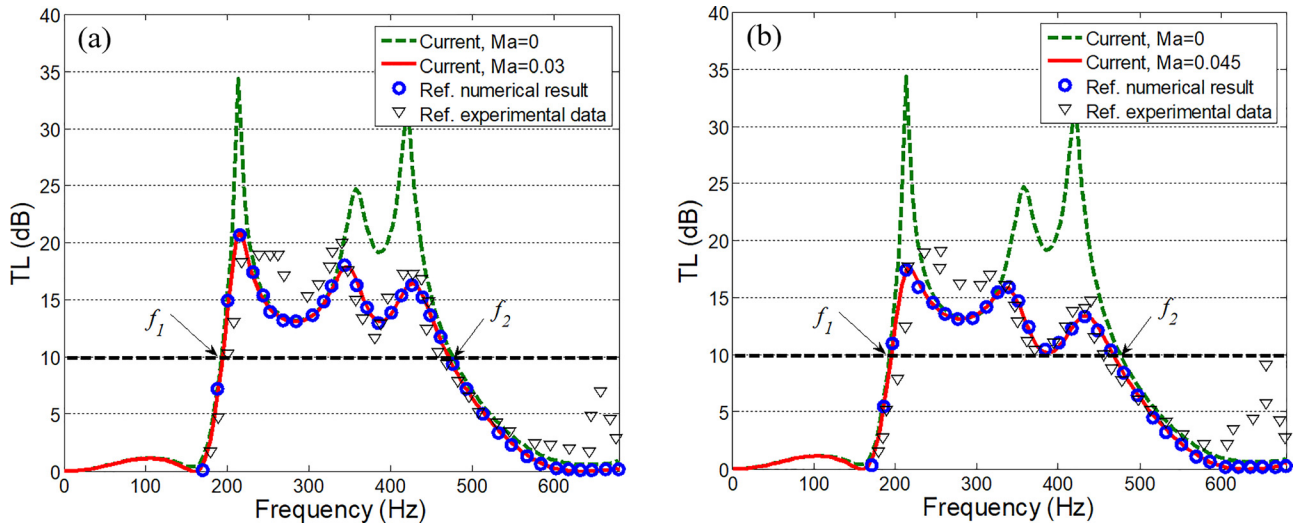 (a)
Current, Ma=0
Current, Ma=0.03
Ref. numerical result
Ref. experimental data
f1
f2
40
35
30
25
20
15
10
5
0
TL (dB)
0 100 200 300 400 500 600
Frequency (Hz)
(b)
Current, Ma=0
Current, Ma=0.045
Ref. numerical result
Ref. experimental data
f1
f2
40
35
30
25
20
15
10
5
0
TL (dB)
0 100 200 300 400 500 600
Frequency (Hz)